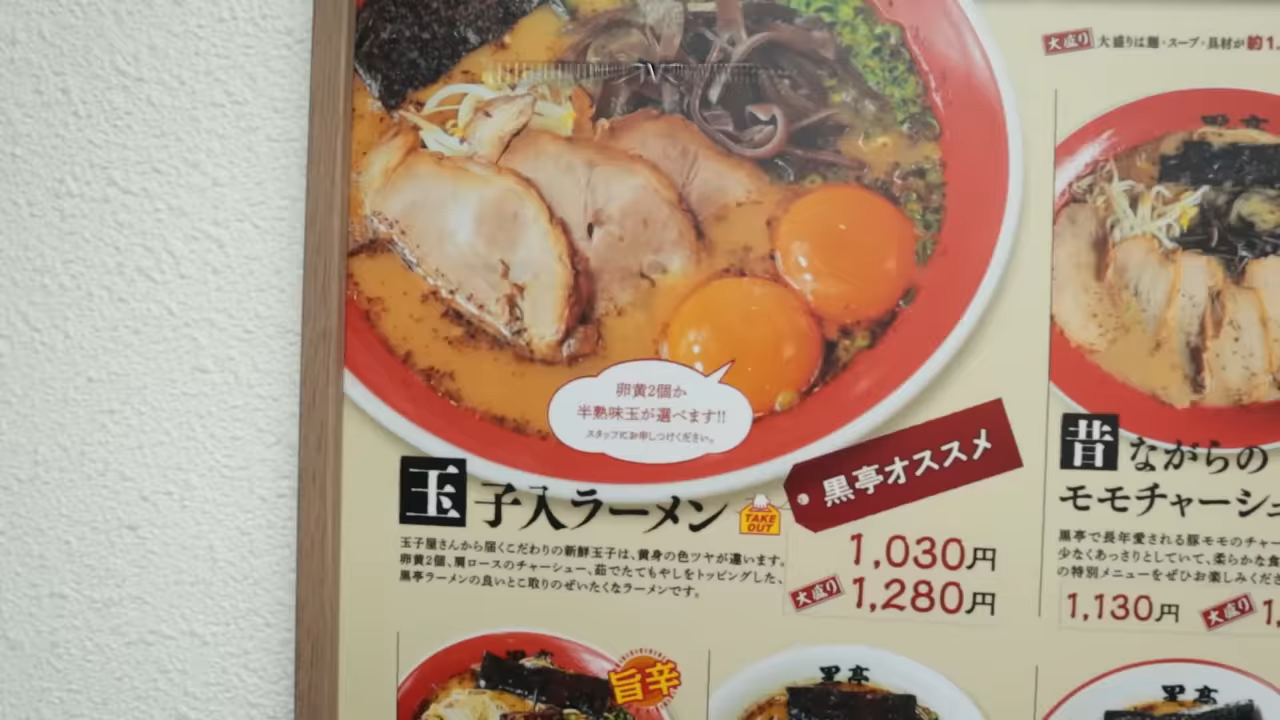 卵黄2個か
半熟味玉が選べます!!
スタッフにお申しつけください。
玉子入ラーメン
TAKE OUT
黒亭オススメ
玉子屋さんから届くこだわりの新鮮玉子は、黄身の色ツヤが違います。
卵黄2個、肩ロースのチャーシュー、茹でたてもやしをトッピングした、
黒亭ラーメンの良いとこ取りのぜいたくなラーメンです。
1,030円
大盛り 1,280円
大盛り 大盛りは麺・スープ・具材が約1.
黒亭
昔ながらの
モモチャーシュ
黒亭で長年愛される豚モモのチャー
少なくあっさりとしていて、柔らかな食
の特別メニューをぜひお楽しみくださ
1,130円 大盛り 1,
黒亭
旨辛
黒亭
黒亭